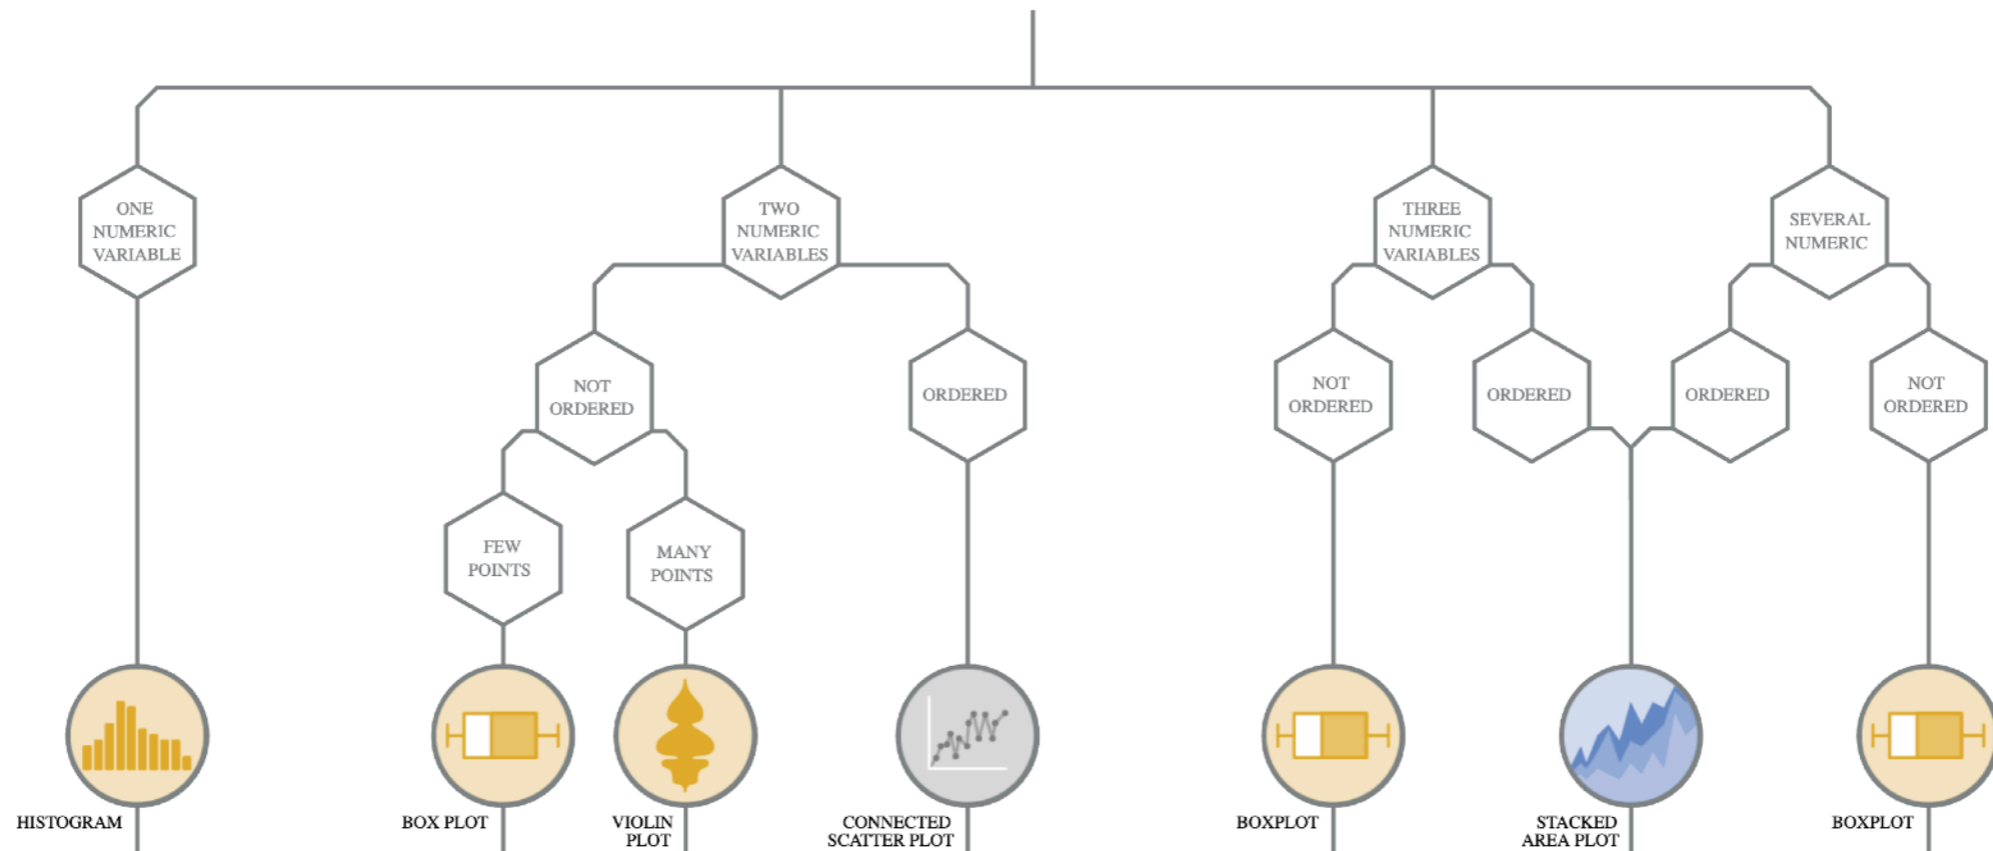 ONE
NUMERIC
VARIABLE
TWO
NUMERIC
VARIABLES
THREE
NUMERIC
VARIABLES
SEVERAL
NUMERIC
NOT
ORDERED
ORDERED
NOT
ORDERED
ORDERED
ORDERED
NOT
ORDERED
FEW
POINTS
MANY
POINTS
HISTOGRAM
BOX PLOT
VIOLIN
PLOT
CONNECTED
SCATTER PLOT
BOXPLOT
STACKED
AREA PLOT
BOXPLOT